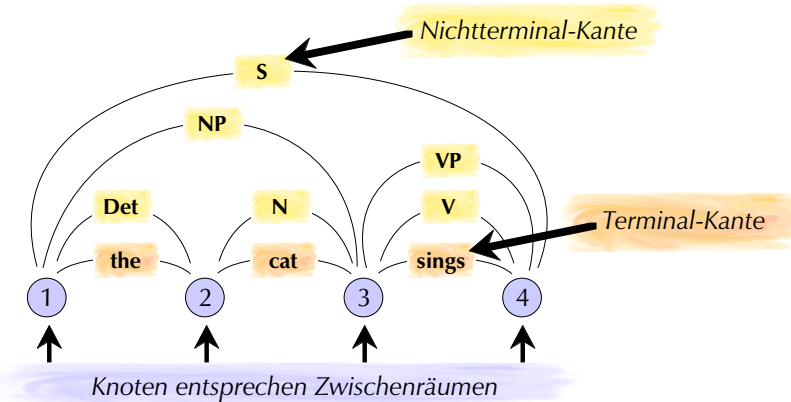 Nichtterminal-Kante
S
NP
VP
Det N V
Terminal-Kante
the cat sings
1 2 3 4
Knoten entsprechen Zwischenräumen